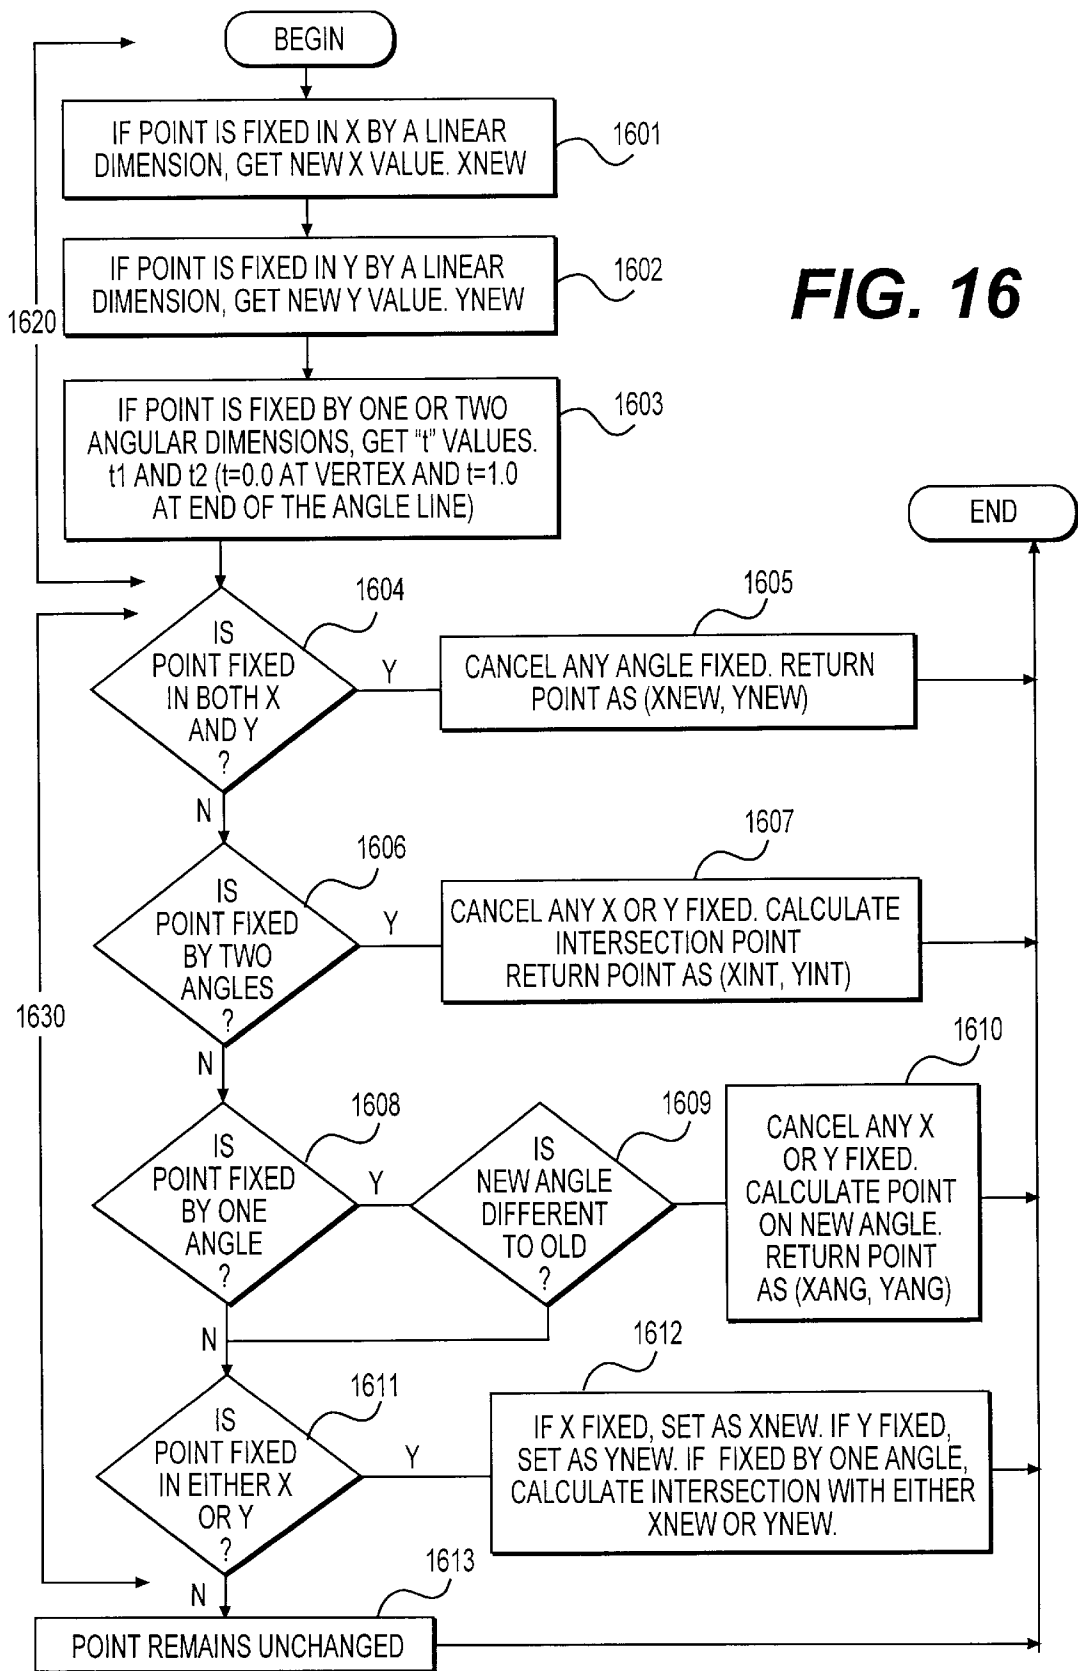 BEGIN
IF POINT IS FIXED IN X BY A LINEAR
DIMENSION, GET NEW X VALUE. XNEW
1601
IF POINT IS FIXED IN Y BY A LINEAR
DIMENSION, GET NEW Y VALUE. YNEW
1602
FIG. 16
1620
IF POINT IS FIXED BY ONE OR TWO
ANGULAR DIMENSIONS, GET “t” VALUES.
t1 AND t2 (t=0.0 AT VERTEX AND t=1.0
AT END OF THE ANGLE LINE)
1603
END
1604
IS
POINT FIXED
IN BOTH X
AND Y
?
Y
N
1605
CANCEL ANY ANGLE FIXED. RETURN
POINT AS (XNEW, YNEW)
1606
IS
POINT FIXED
BY TWO
ANGLES
?
Y
N
1607
CANCEL ANY X OR Y FIXED. CALCULATE
INTERSECTION POINT
RETURN POINT AS (XINT, YINT)
1630
1608
IS
POINT FIXED
BY ONE
ANGLE
?
Y
N
1609
IS
NEW ANGLE
DIFFERENT
TO OLD
?
1610
CANCEL ANY X
OR Y FIXED.
CALCULATE POINT
ON NEW ANGLE.
RETURN POINT
AS (XANG, YANG)
1611
IS
POINT FIXED
IN EITHER X
OR Y
?
Y
N
1612
IF X FIXED, SET AS XNEW. IF Y FIXED,
SET AS YNEW. IF FIXED BY ONE ANGLE,
CALCULATE INTERSECTION WITH EITHER
XNEW OR YNEW.
1613
POINT REMAINS UNCHANGED